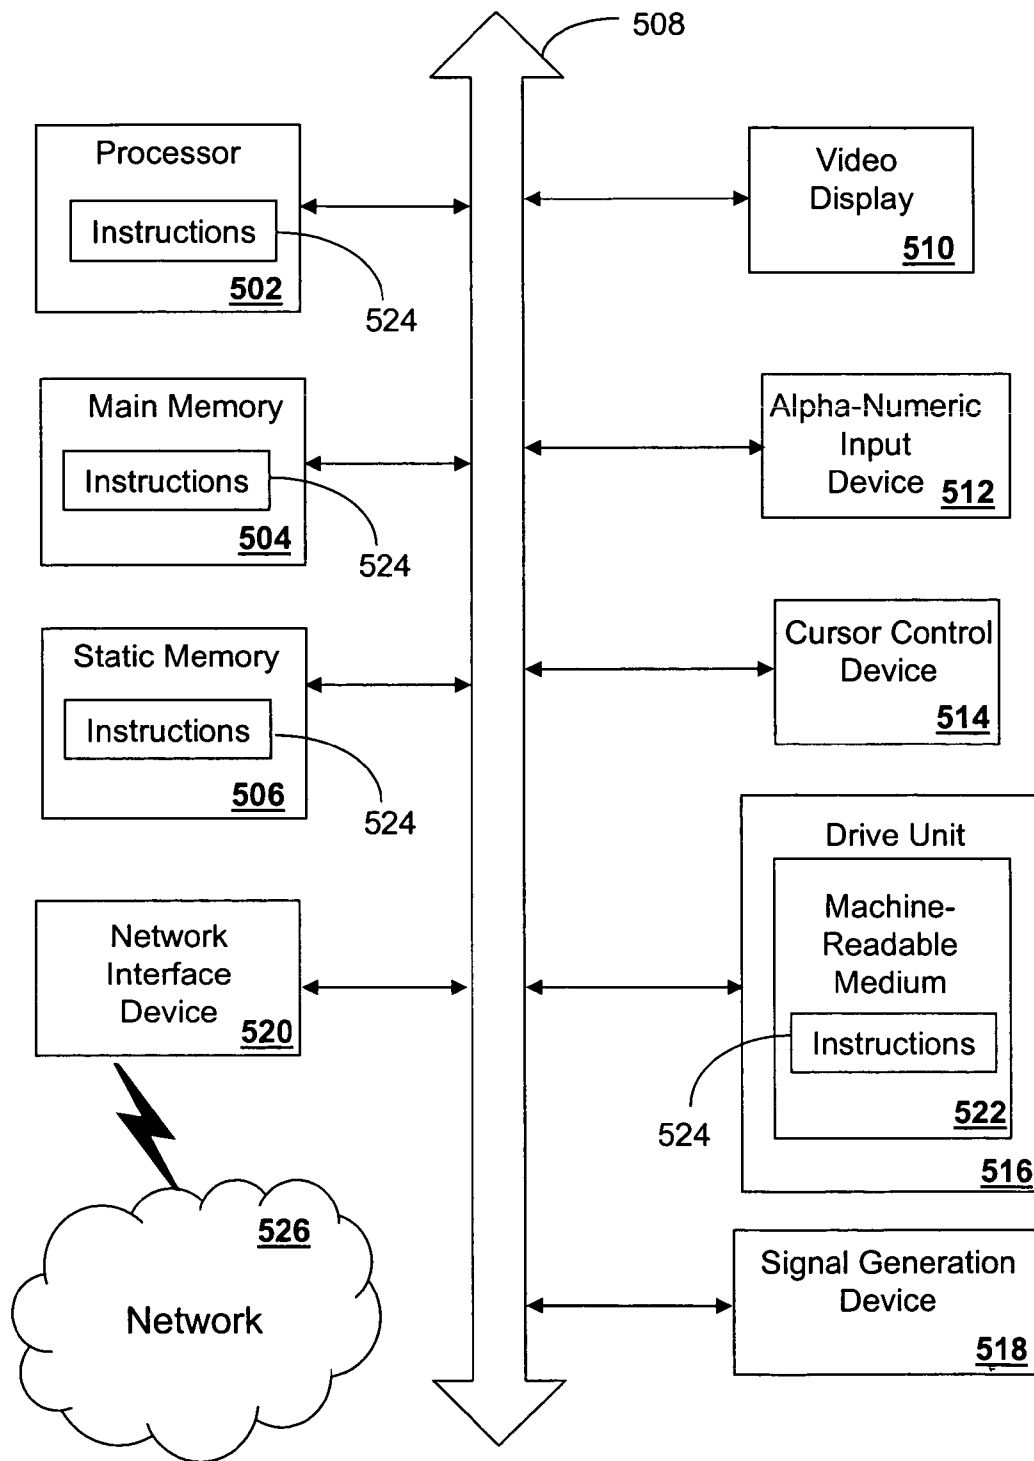 508
Processor
Instructions
502
524
Main Memory
Instructions
504
524
Static Memory
Instructions
506
524
Network
Interface
Device
520
526
Network
Video
Display
510
Alpha-Numeric
Input
Device
512
Cursor Control
Device
514
Drive Unit
Machine-
Readable
Medium
Instructions
522
524
516
Signal Generation
Device
518